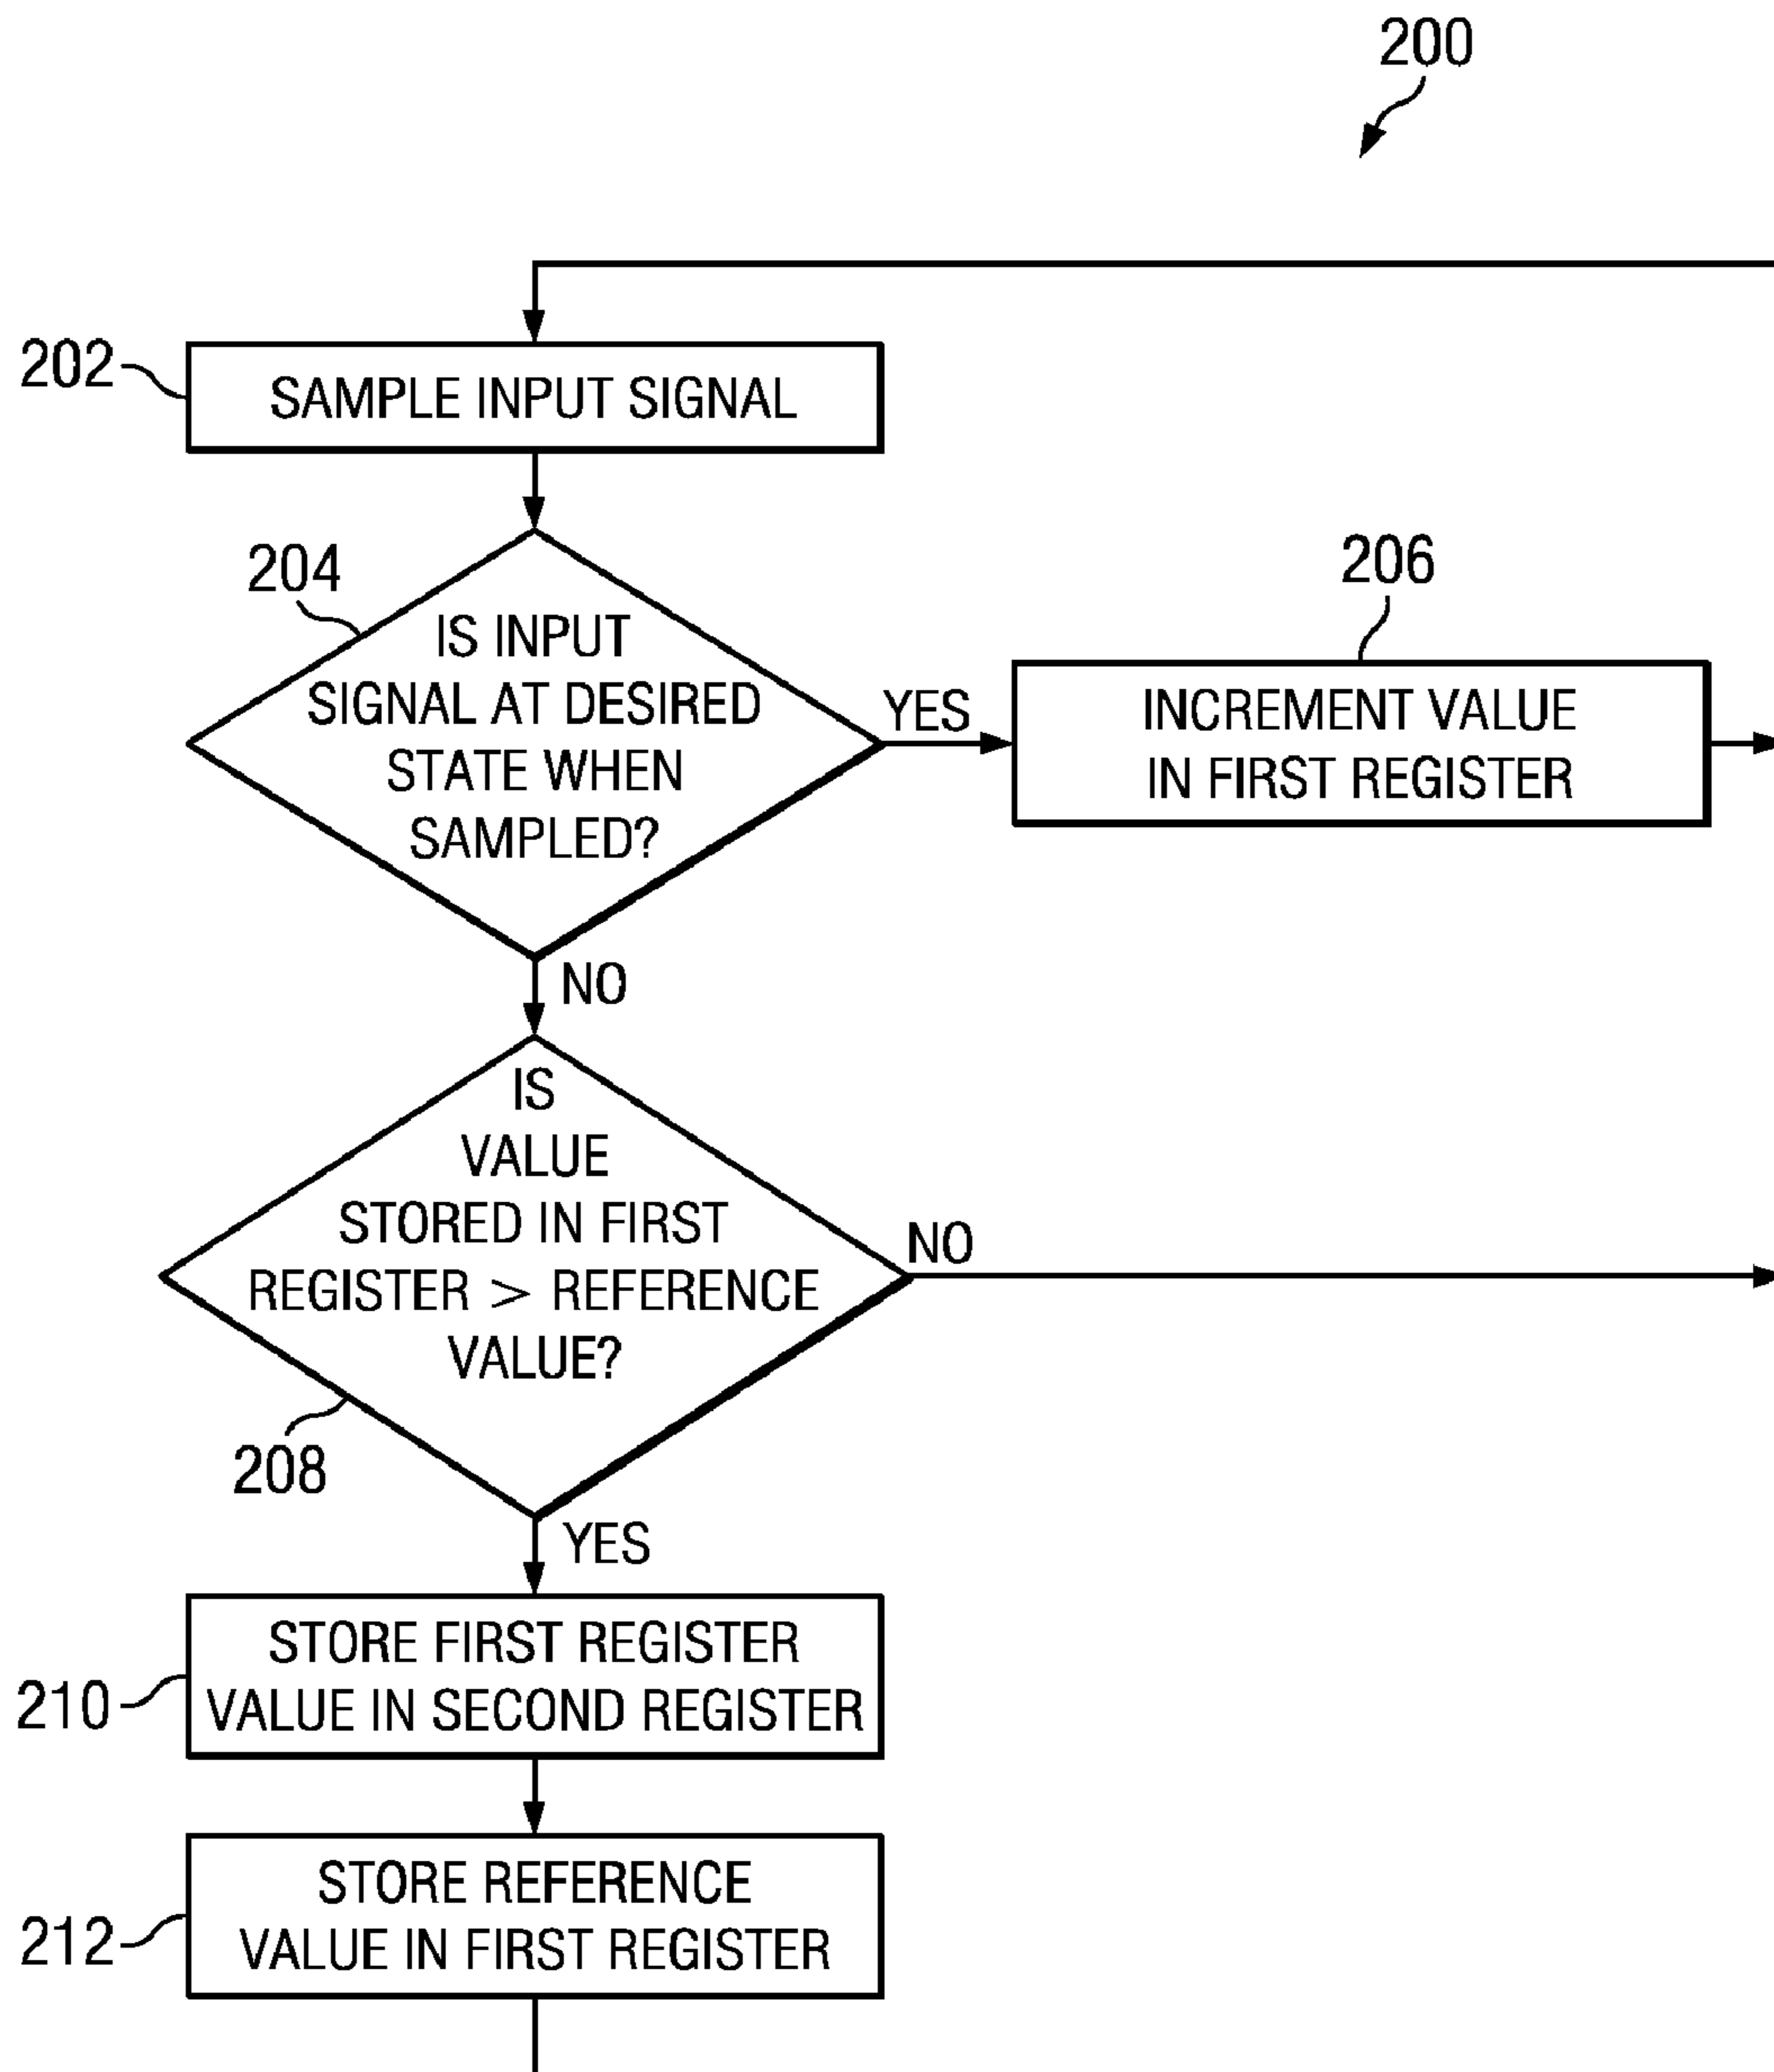 200
202
SAMPLE INPUT SIGNAL
204
IS INPUT
SIGNAL AT DESIRED
STATE WHEN
SAMPLED?
YES
206
INCREMENT VALUE
IN FIRST REGISTER
NO
IS
VALUE
STORED IN FIRST
REGISTER > REFERENCE
VALUE?
NO
208
YES
210
STORE FIRST REGISTER
VALUE IN SECOND REGISTER
212
STORE REFERENCE
VALUE IN FIRST REGISTER